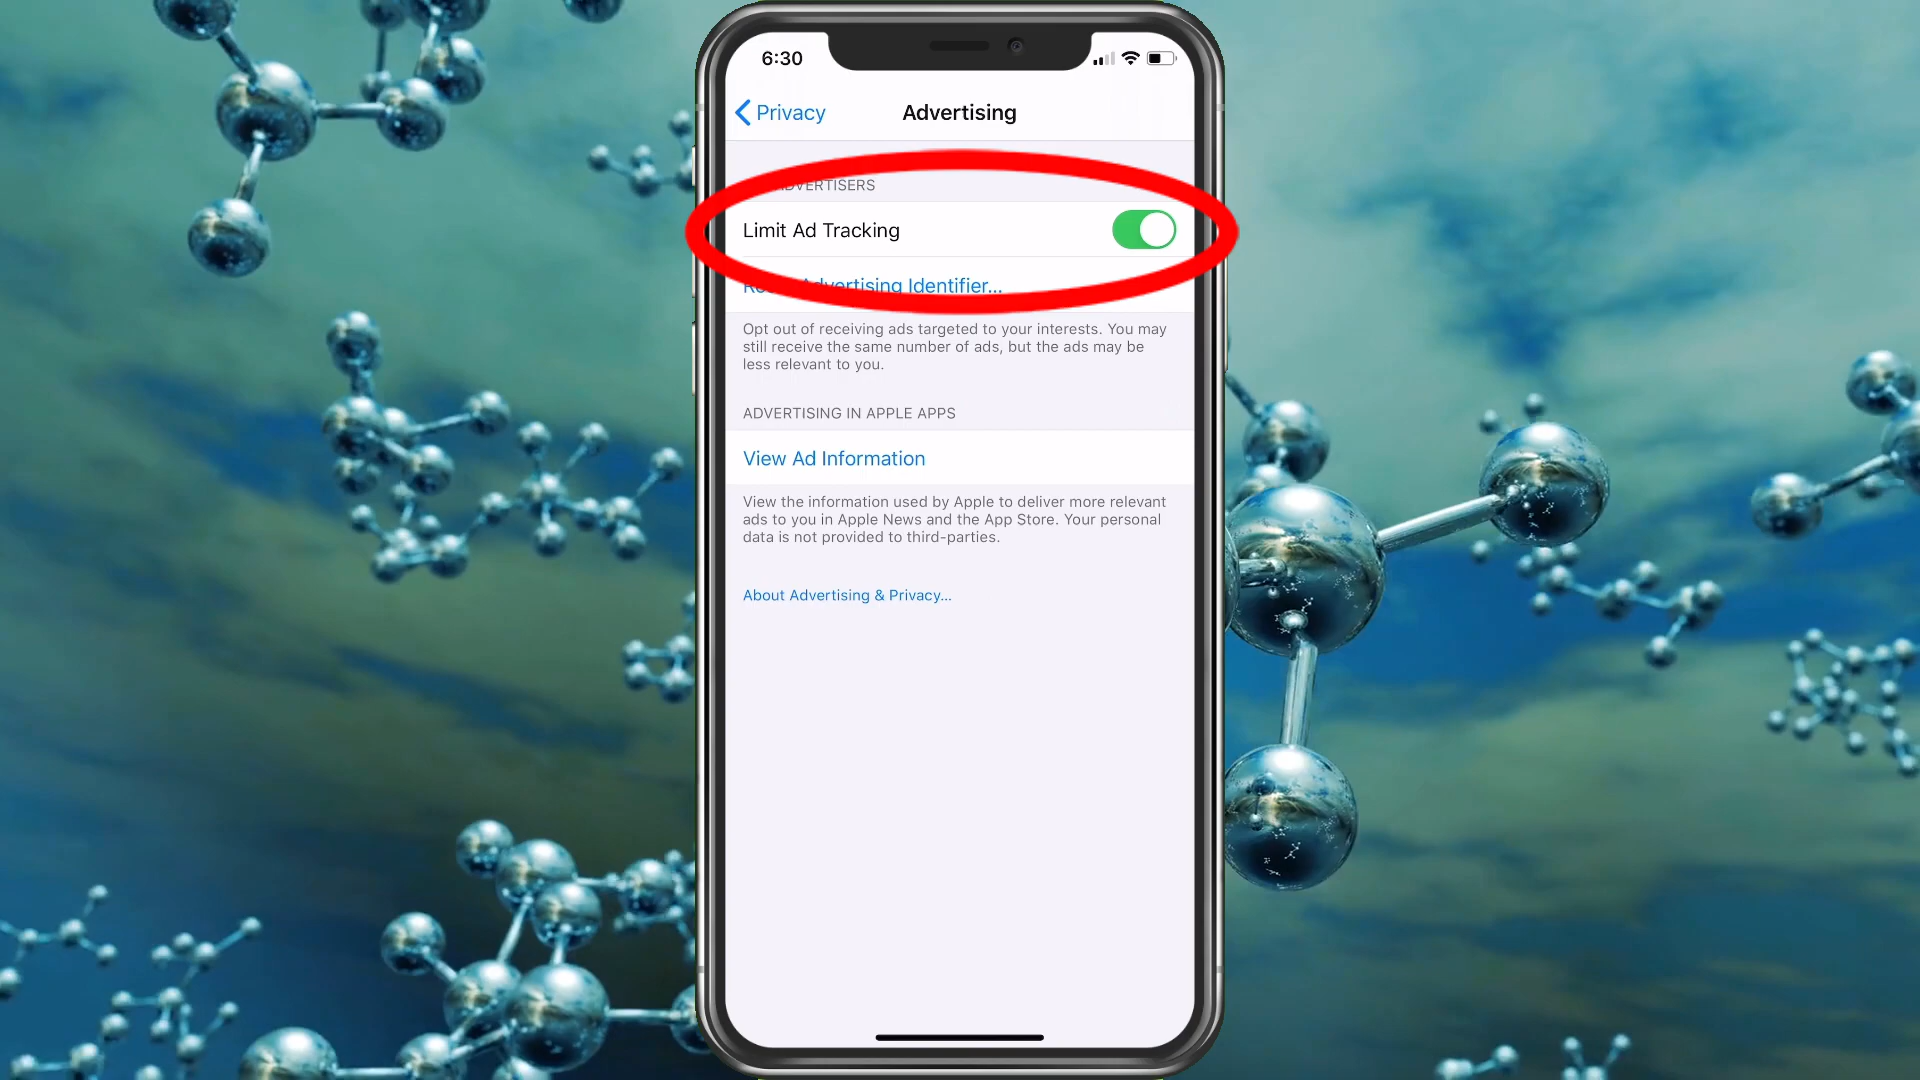 6:30
Privacy
Advertising
ADVERTISERS
Limit Ad Tracking
Advertising Identifier...
Opt out of receiving ads targeted to your interests. You may
still receive the same number of ads, but the ads may be
less relevant to you.
ADVERTISING IN APPLE APPS
View Ad Information
View the information used by Apple to deliver more relevant
ads to you in Apple News and the App Store. Your personal
data is not provided to third-parties.
About Advertising & Privacy...